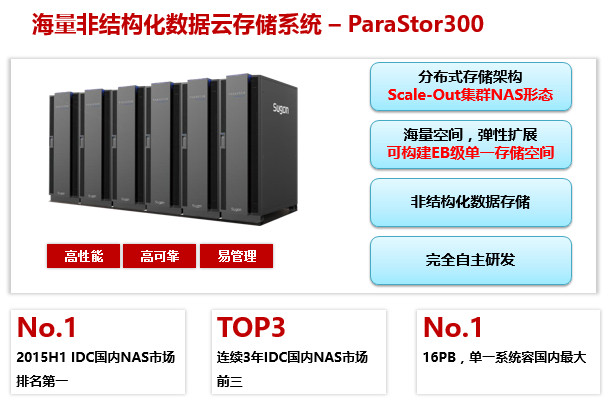 海量非结构化数据云存储系统 – ParaStor300
Sugon
分布式存储架构
Scale-Out集群NAS形态
海量空间，弹性扩展
可构建EB级单一存储空间
非结构化数据存储
完全自主研发
高性能
高可靠
易管理
No.1
2015H1 IDC国内NAS市场
排名第一
TOP3
连续3年IDC国内NAS市场
前三
No.1
16PB，单一系统容国内最大